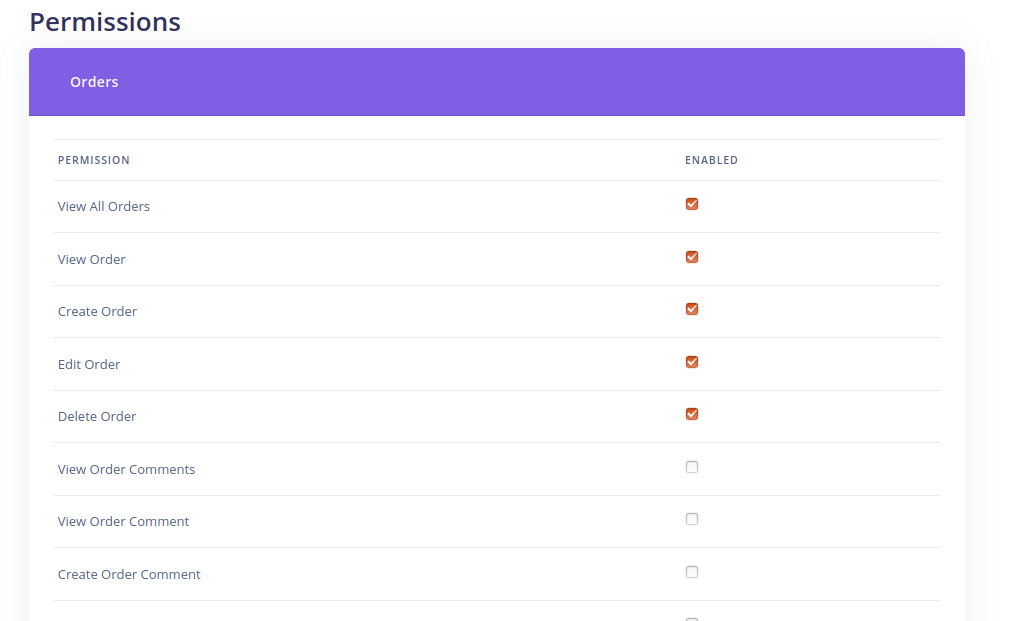 Permissions
Orders
PERMISSION ENABLED
View All Orders
View Order
Create Order
Edit Order
Delete Order
View Order Comments
View Order Comment
Create Order Comment